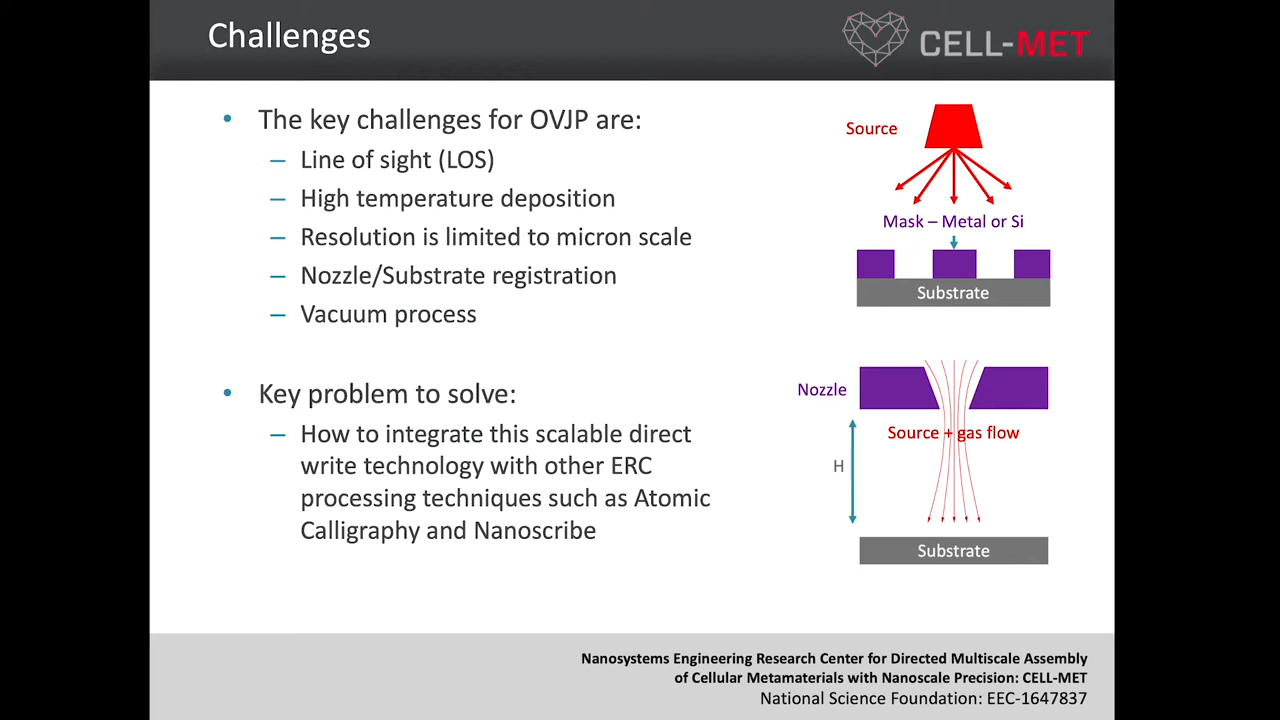 Challenges
CELL-MET
• The key challenges for OVJP are:
– Line of sight (LOS)
– High temperature deposition
– Resolution is limited to micron scale
– Nozzle/Substrate registration
– Vacuum process
• Key problem to solve:
– How to integrate this scalable direct
write technology with other ERC
processing techniques such as Atomic
Calligraphy and Nanoscribe
Source
Mask – Metal or Si
Substrate
Nozzle
Source + gas flow
H
Substrate
Nanosystems Engineering Research Center for Directed Multiscale Assembly
of Cellular Metamaterials with Nanoscale Precision: CELL-MET
National Science Foundation: EEC-1647837